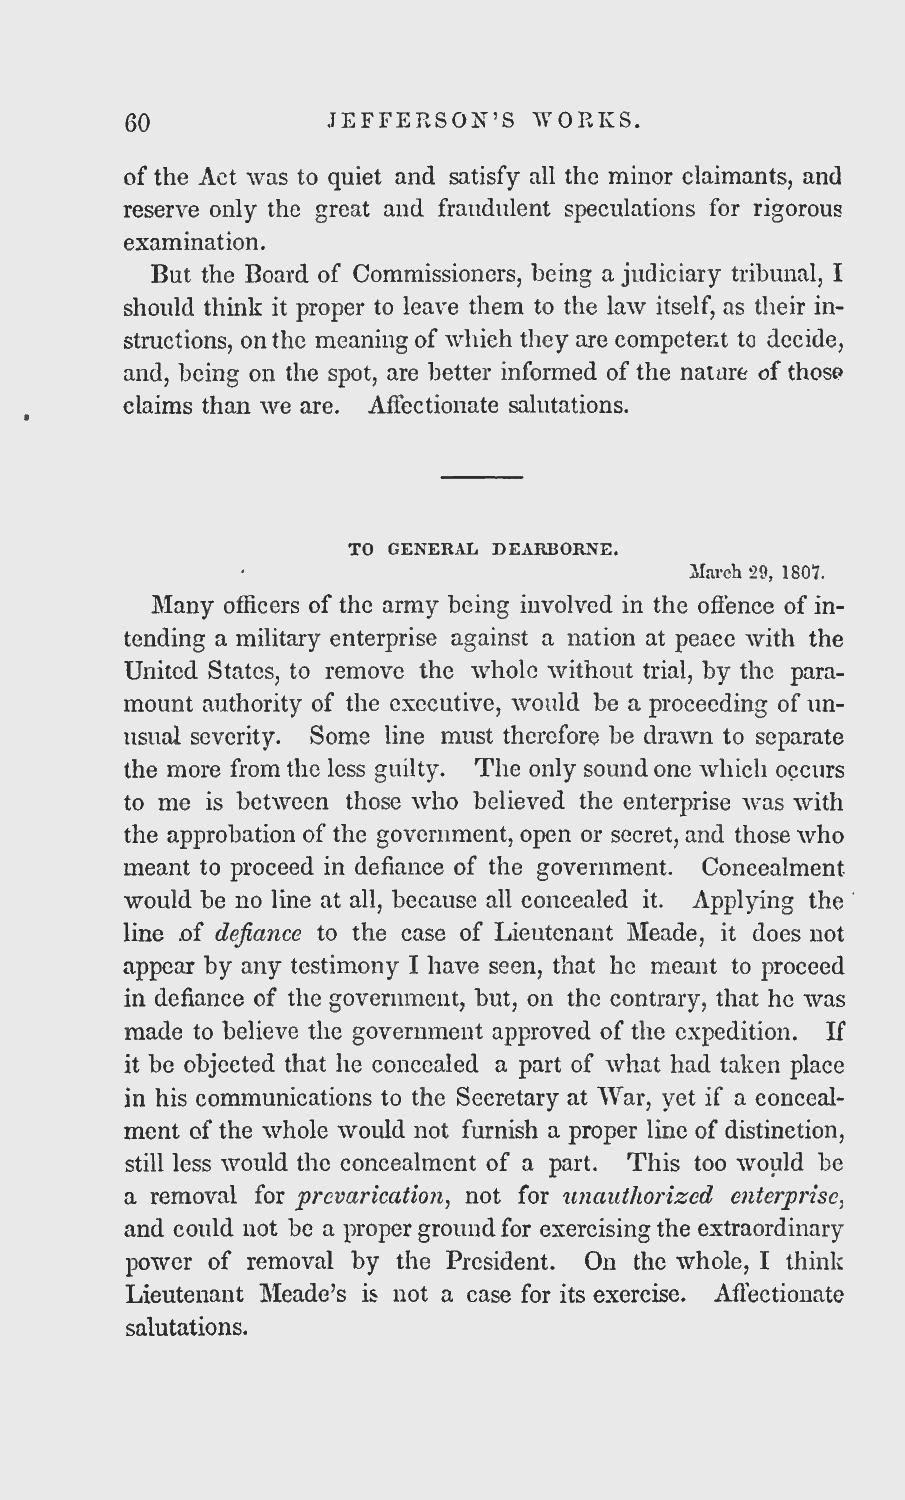 60 JEFFERSON'S WORKS.
of the Act was to quiet and satisfy all the minor claimants, and
reserve only the great and fraudulent speculations for rigorous
examination.
But the Board of Commissioners, being a judiciary tribunal, I
should think it proper to leave them to the law itself, as their in-
structions, on the meaning of which they are competent to decide,
and, being on the spot, are better informed of the nature of those
claims than we are. Affectionate salutations.
TO GENERAL DEARBORNE.
March 29, 1807.
Many officers of the army being involved in the offence of in-
tending a military enterprise against a nation at peace with the
United States, to remove the whole without trial, by the para-
mount authority of the executive, would be a proceeding of un-
usual severity. Some line must therefore be drawn to separate
the more from the less guilty. The only sound one which occurs
to me is between those who believed the enterprise was with
the approbation of the government, open or secret, and those who
meant to proceed in defiance of the government. Concealment
would be no line at all, because all concealed it. Applying the
line of defiance to the case of Lieutenant Meade, it does not
appear by any testimony I have seen, that he meant to proceed
in defiance of the government, but, on the contrary, that he was
made to believe the government approved of the expedition. If
it be objected that he concealed a part of what had taken place
in his communications to the Secretary at War, yet if a conceal-
ment of the whole would not furnish a proper line of distinction,
still less would the concealment of a part. This too would be
a removal for prevarication, not for unauthorized enterprise,
and could not be a proper ground for exercising the extraordinary
power of removal by the President. On the whole, I think
Lieutenant Meade's is not a case for its exercise. Affectionate
salutations.